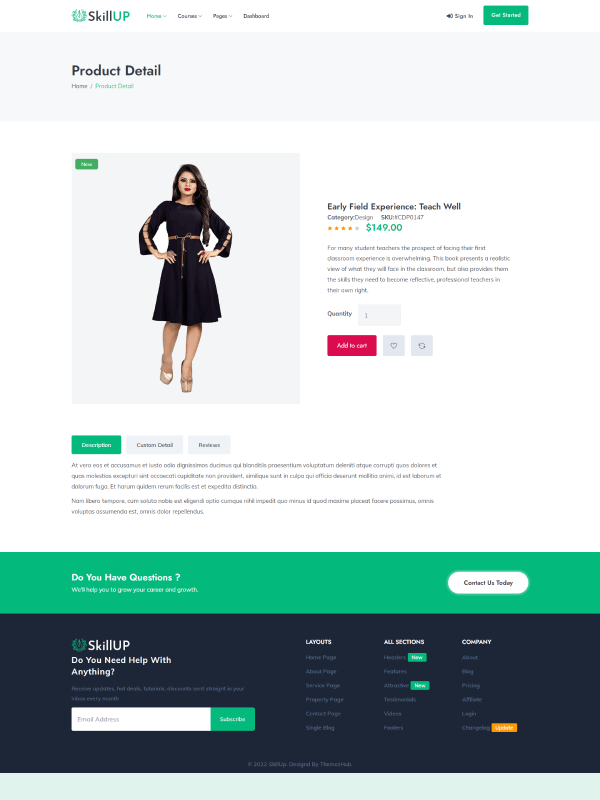 SkillUP
Home Courses Pages Dashboard
Sign In
Get Started
Product Detail
Home / Product Detail
New
Early Field Experience: Teach Well
Category:Design SKU:#CDP0147
$149.00
For many student teachers the prospect of facing their first
classroom experience is overwhelming. This book presents a realistic
view of what they will face in the classroom, but also provides them
the skills they need to become reflective, professional teachers in
their own right.
Quantity 1
Add to cart
Description Custom Detail Reviews
At vero eos et accusamus et iusto odio dignissimos ducimus qui blanditiis praesentium voluptatum deleniti atque corrupti quos dolores et
quas molestias excepturi sint occaecati cupiditate non provident, similique sunt in culpa qui officia deserunt mollitia animi, id est laborum et
dolorum fuga. Et harum quidem rerum facilis est et expedita distinctio.
Nam libero tempore, cum soluta nobis est eligendi optio cumque nihil impedit quo minus id quod maxime placeat facere possimus, omnis
voluptas assumenda est, omnis dolor repellendus.
Do You Have Questions ?
We'll help you to grow your career and growth.
Contact Us Today
SkillUP
Do You Need Help With
Anything?
Receive updates, hot deals, tutorials, discounts sent straight in your
inbox every month
Email Address
Subscribe
LAYOUTS
Home Page
About Page
Service Page
Property Page
Contact Page
Single Blog
ALL SECTIONS
Headers New
Features
Attractive New
Testimonials
Videos
Footers
COMPANY
About
Blog
Pricing
Affiliate
Login
Changelog Update
© 2022 SkillUp. Designd By ThemezHub.